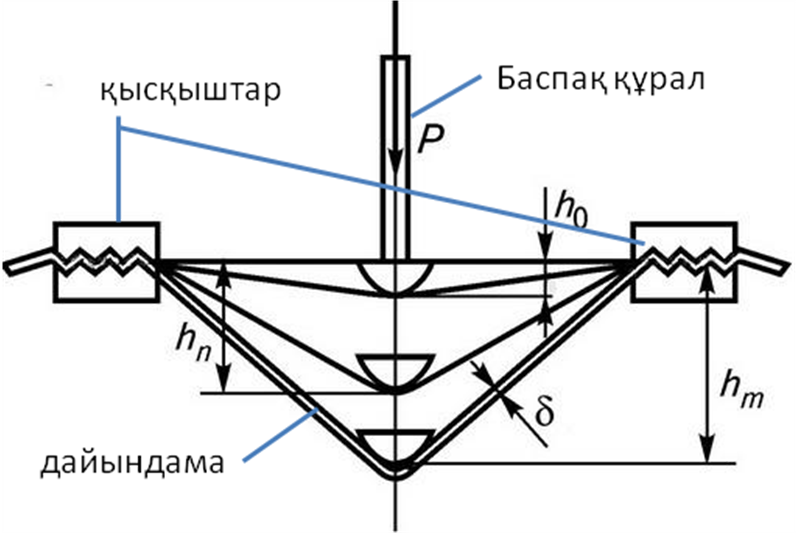 қысқыштар
Баспақ құрал
P
h0
hn
hm
δ
дайындама